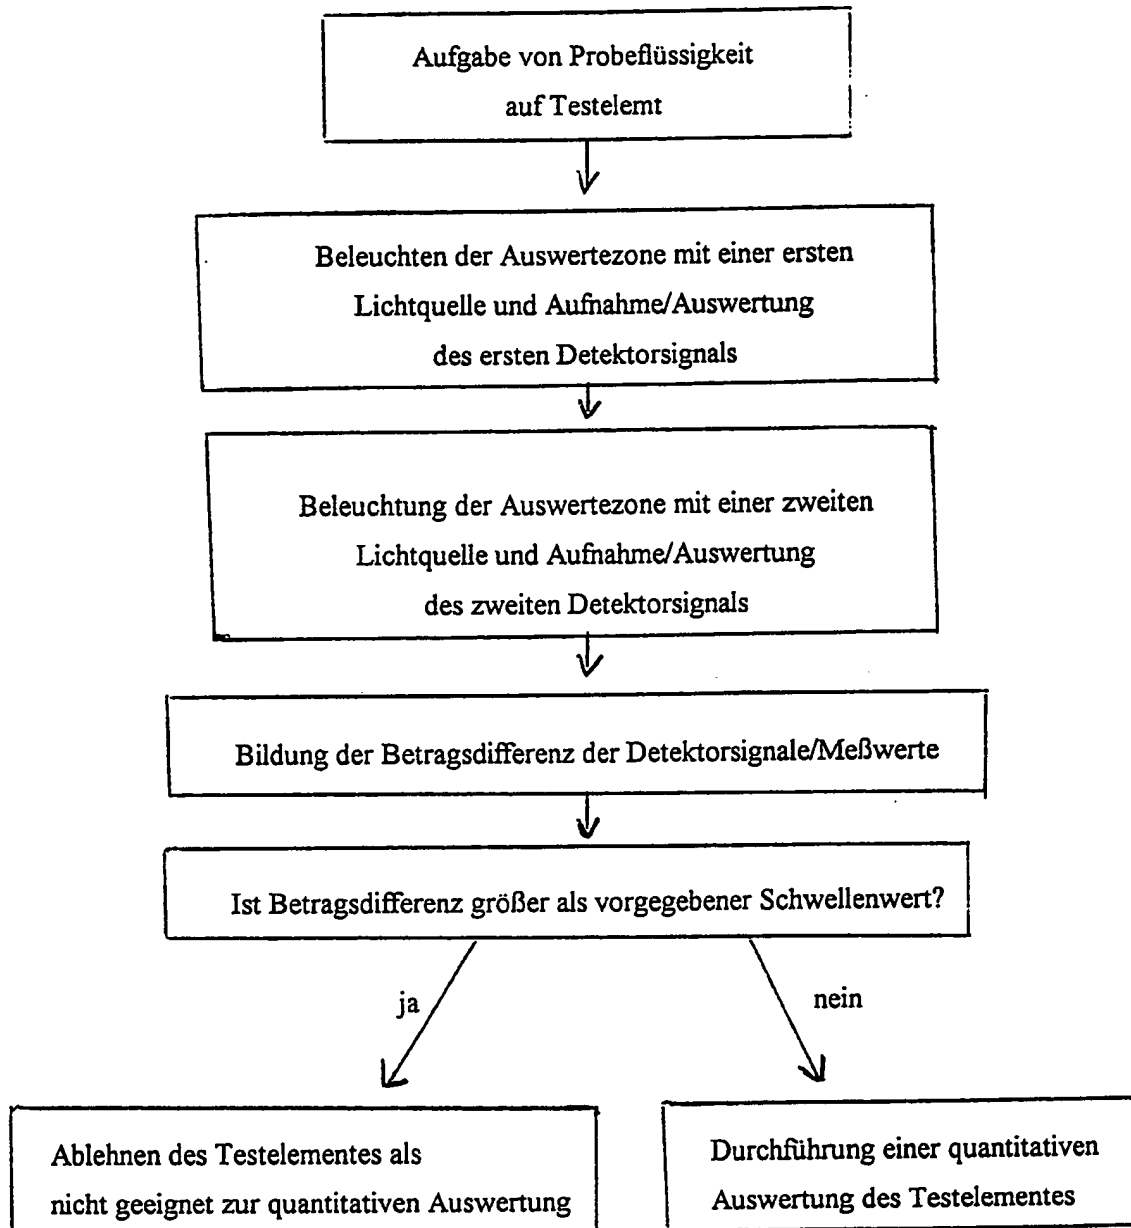 Aufgabe von Probeflüssigkeit
auf Testelemt
Beleuchten der Auswertezone mit einer ersten
Lichtquelle und Aufnahme/Auswertung
des ersten Detektorsignals
Beleuchtung der Auswertezone mit einer zweiten
Lichtquelle und Aufnahme/Auswertung
des zweiten Detektorsignals
Bildung der Betragsdifferenz der Detektorsignale/Meßwerte
Ist Betragsdifferenz größer als vorgegebener Schwellenwert?
ja
nein
Ablehnen des Testelementes als
nicht geeignet zur quantitativen Auswertung
Durchführung einer quantitativen
Auswertung des Testelementes